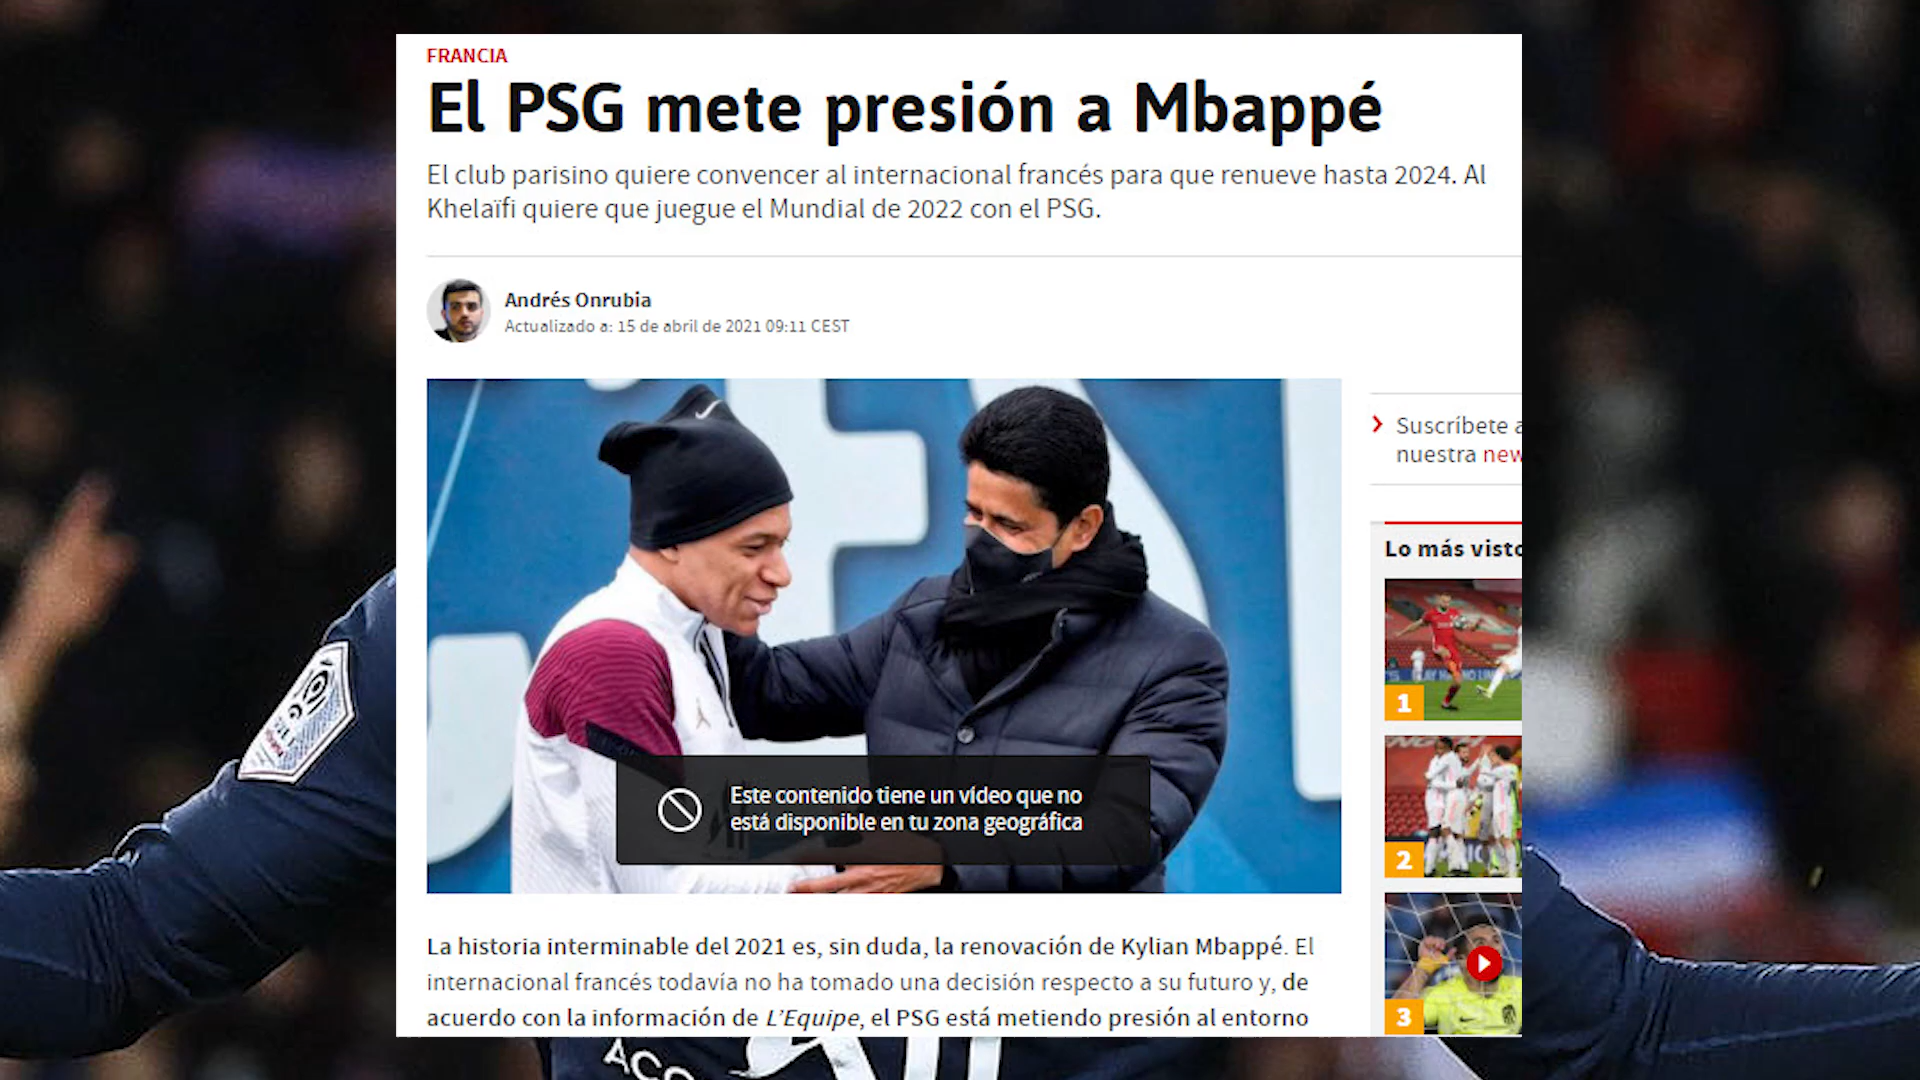 FRANCIA
El PSG mete presión a Mbappé
El club parisino quiere convencer al internacional francés para que renueve hasta 2024. Al
Khelaïfi quiere que juegue el Mundial de 2022 con el PSG.
Andrés Onrubia
Actualizado a: 15 de abril de 2021 09:11 CEST
Suscríbete a
nuestra new
Lo más visto
1
2
3
Este contenido tiene un vídeo que no
está disponible en tu zona geográfica
La historia interminable del 2021 es, sin duda, la renovación de Kylian Mbappé. El
internacional francés todavía no ha tomado una decisión respecto a su futuro y, de
acuerdo con la información de L'Equipe, el PSG está metiendo presión al entorno